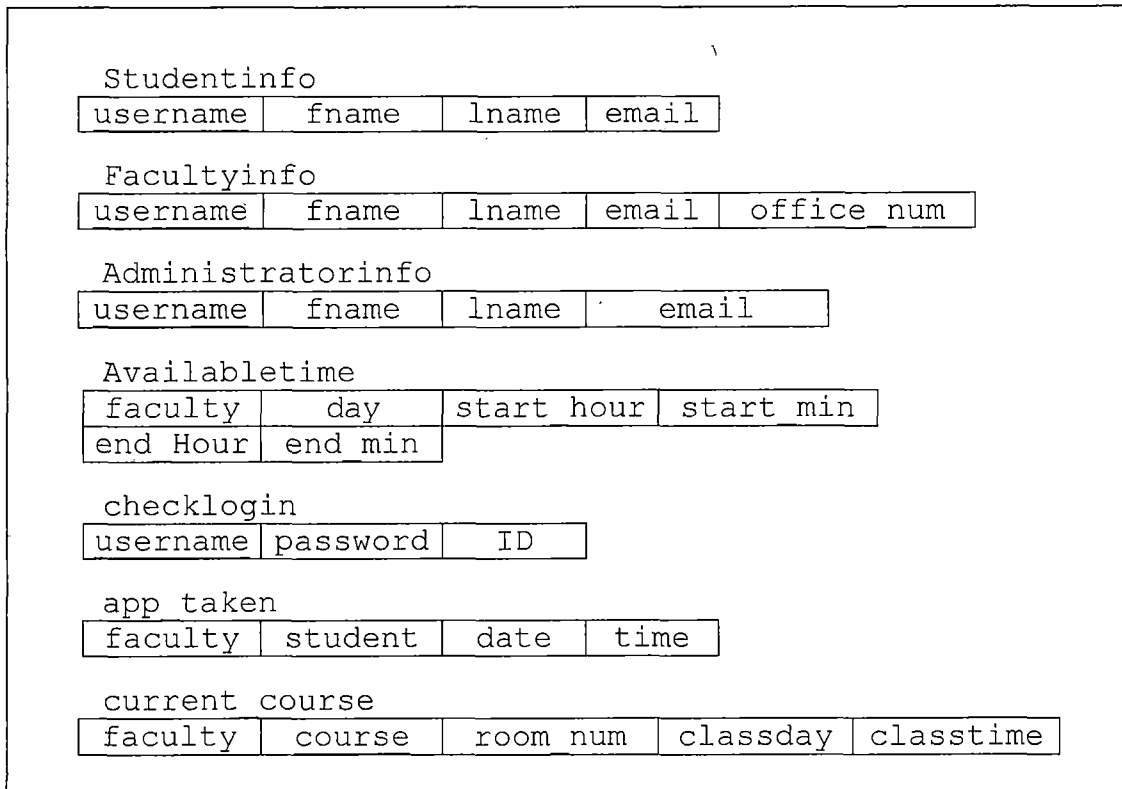 Studentinfo
username fname lname email
Facultyinfo
username fname lname email office num
Administratorinfo
username fname lname email
Availabletime
faculty day start hour start min
end Hour end min
checklogin
username password ID
app taken
faculty student date time
current course
faculty course room num classday classtime